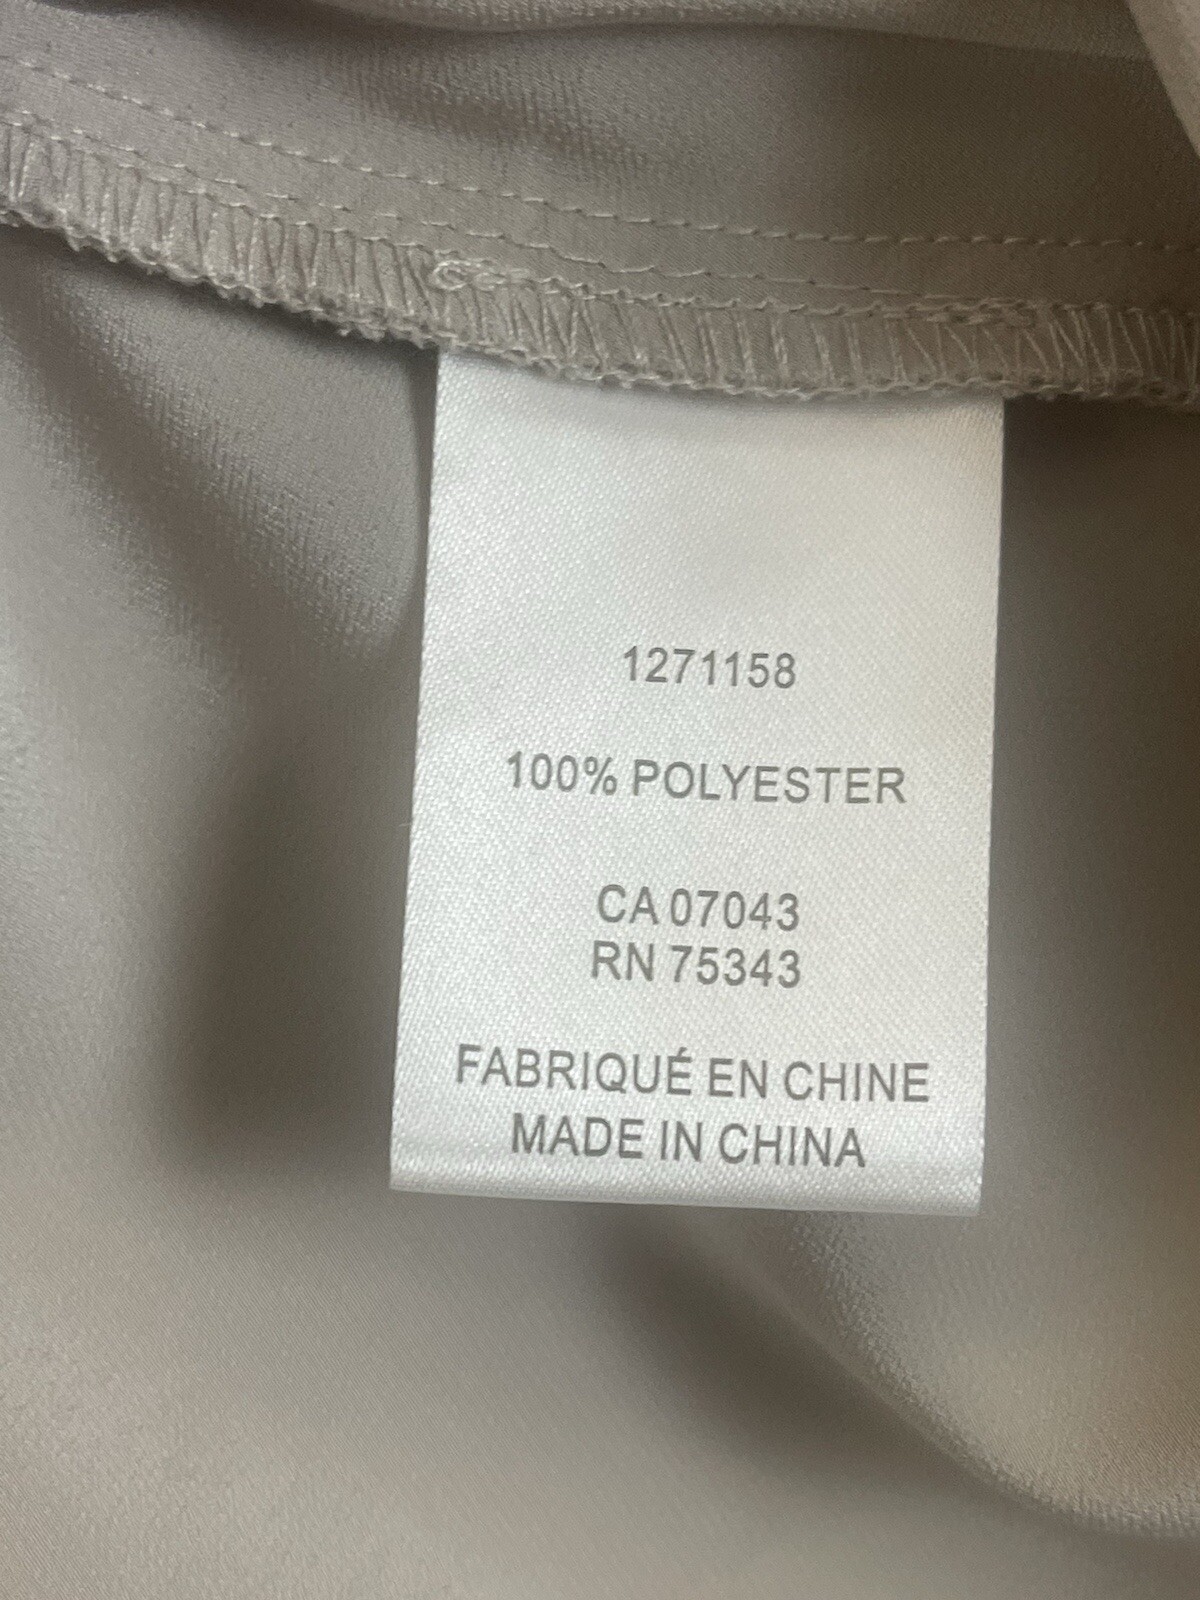 1271158
100% POLYESTER
CA 07043
RN 75343
FABRIQUÉ EN CHINE
MADE IN CHINA